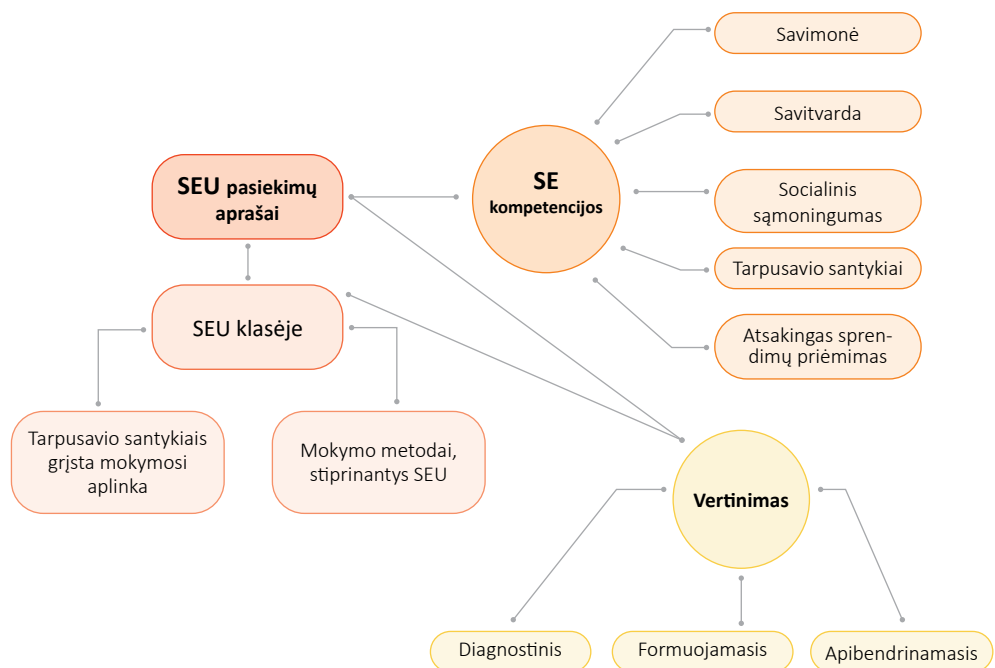 Savimonė
Savitvarda
SEU pasiekimų
aprašai
SE
kompetencijos
Socialinis
sąmoningumas
Tarpusavio santykiai
SEU klasėje
Atsakingas spren-
dimų priėmimas
Tarpusavio santykiais
grįsta mokymosi
aplinka
Mokymo metodai,
stiprinantys SEU
Vertinimas
Diagnostinis
Formuojamasis
Apibendrinamasis